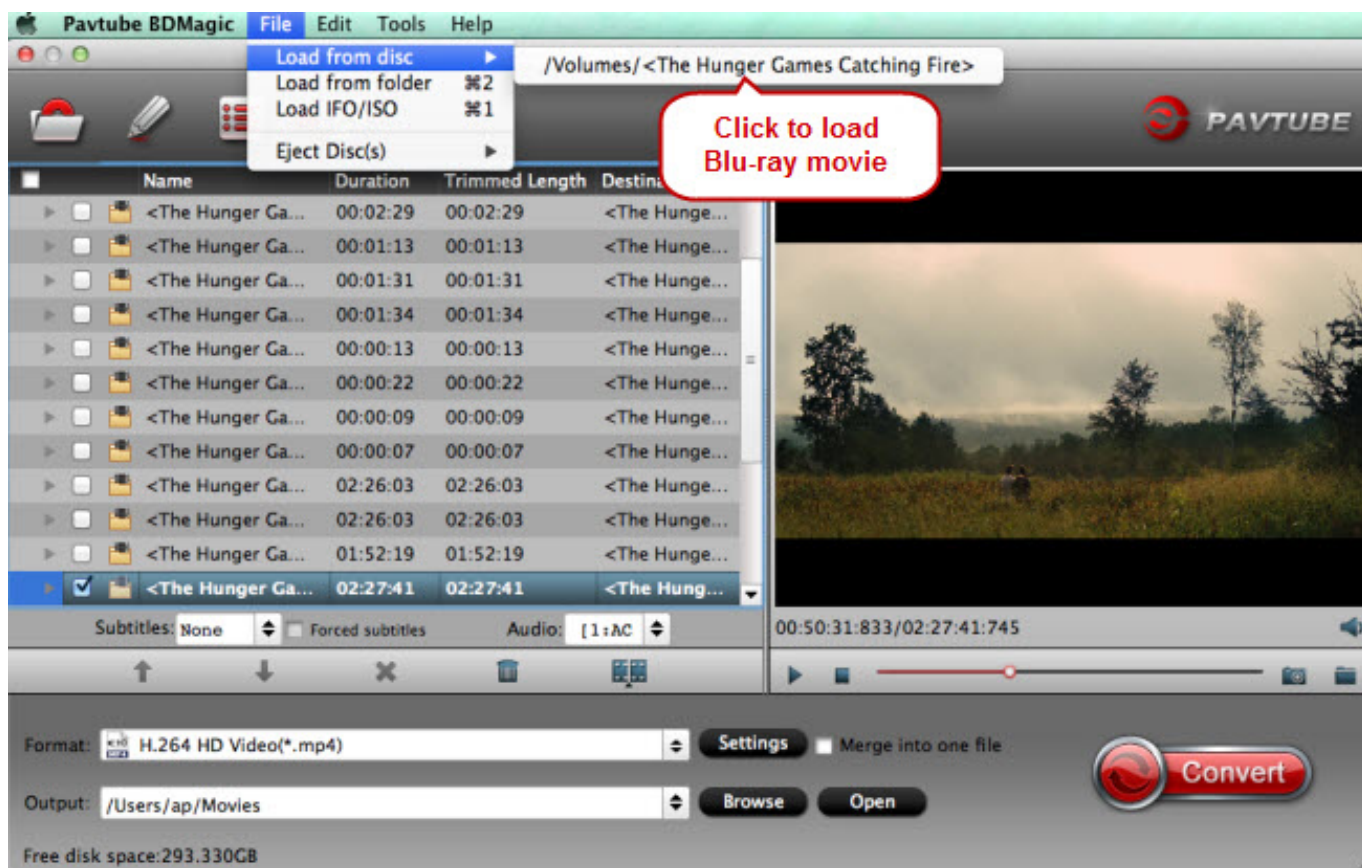 Pavtube BDMagic File Edit Tools Help
Load from disc
/Volumes/<The Hunger Games Catching Fire>
Load from folder ⌘2
Load IFO/ISO ⌘1
Eject Disc(s)
Click to load
Blu-ray movie
PAVTUBE
Name Duration Trimmed Length Destina
<The Hunger Ga... 00:02:29 00:02:29 <The Hunge...
<The Hunger Ga... 00:01:13 00:01:13 <The Hunge...
<The Hunger Ga... 00:01:31 00:01:31 <The Hunge...
<The Hunger Ga... 00:01:34 00:01:34 <The Hunge...
<The Hunger Ga... 00:00:13 00:00:13 <The Hunge...
<The Hunger Ga... 00:00:22 00:00:22 <The Hunge...
<The Hunger Ga... 00:00:09 00:00:09 <The Hunge...
<The Hunger Ga... 00:00:07 00:00:07 <The Hunge...
<The Hunger Ga... 02:26:03 02:26:03 <The Hunge...
<The Hunger Ga... 02:26:03 02:26:03 <The Hunge...
<The Hunger Ga... 01:52:19 01:52:19 <The Hunge...
<The Hunger Ga... 02:27:41 02:27:41 <The Hung...
Subtitles: None Forced subtitles Audio: [1:AC
00:50:31:833/02:27:41:745
Format: H.264 HD Video(*.mp4) Settings Merge into one file
Convert
Output: /Users/ap/Movies Browse Open
Free disk space:293.330GB